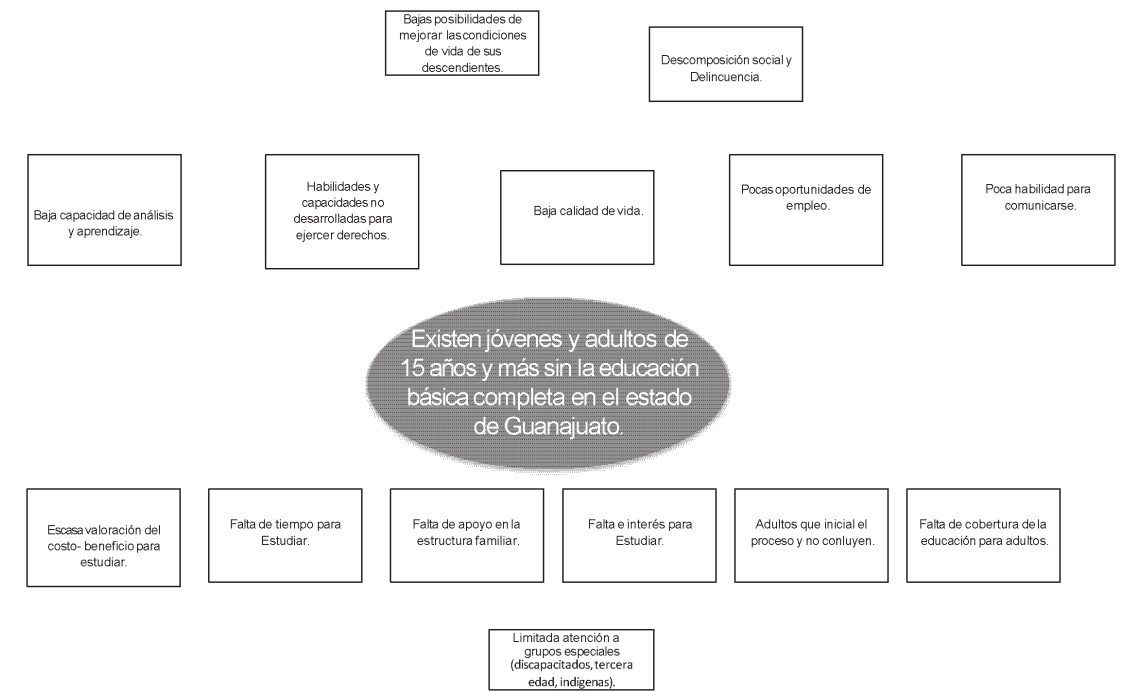 Bajas posibilidades de
mejorar las condiciones
de vida de sus
descendientes.
Descomposición social y
Delincuencia.
Baja capacidad de análisis
y aprendizaje.
Habilidades y
capacidades no
desarrolladas para
ejercer derechos.
Baja calidad de vida.
Pocas oportunidades de
empleo.
Poca habilidad para
comunicarse.
Existen jóvenes y adultos de
15 años y más sin la educación
básica completa en el estado
de Guanajuato.
Escasa valoración del
costo- beneficio para
estudiar.
Falta de tiempo para
Estudiar.
Falta de apoyo en la
estructura familiar.
Falta e interés para
Estudiar.
Adultos que inicial el
proceso y no conluyen.
Falta de cobertura de la
educación para adultos.
Limitada atención a
grupos especiales
(discapacitados, tercera
edad, indígenas).